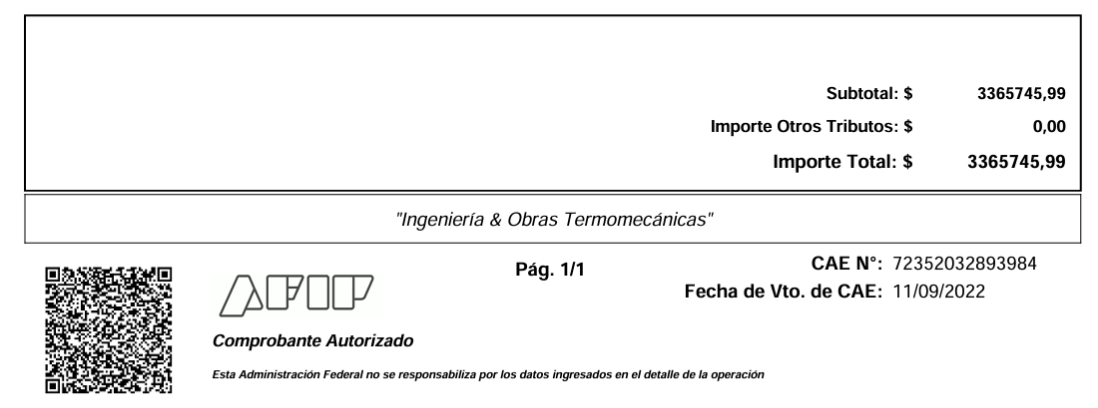 Subtotal: $ 3365745,99
Importe Otros Tributos: $ 0,00
Importe Total: $ 3365745,99
"Ingeniería & Obras Termomecánicas"
Pág. 1/1
CAE N°: 72352032893984
Fecha de Vto. de CAE: 11/09/2022
AFIP
Comprobante Autorizado
Esta Administración Federal no se responsabiliza por los datos ingresados en el detalle de la operación